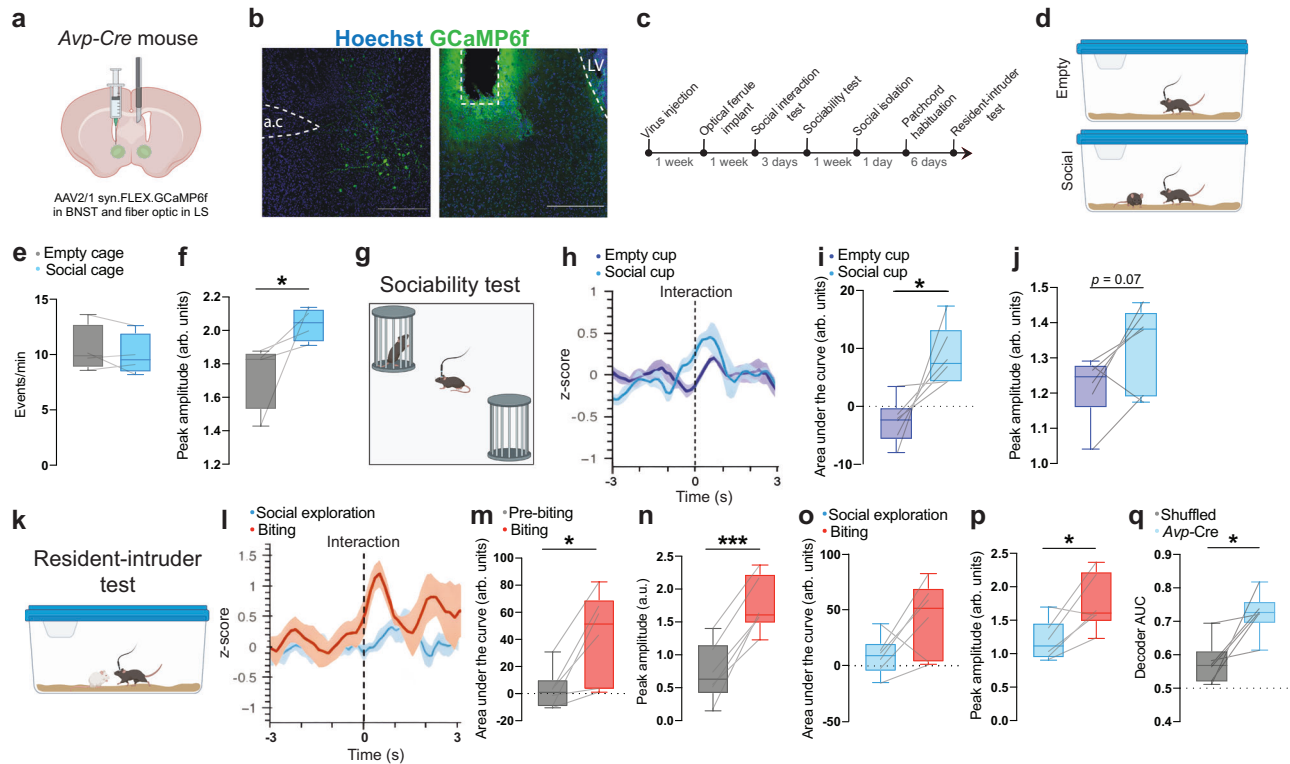 a
Avp-Cre mouse
AAV2/1 syn.FLEX.GCaMP6f
in BNST and fiber optic in LS
b
Hoechst GCaMP6f
a.c
LV
c
Virus injection
Optical ferrule
implant
Social interaction
test
Sociability test
Social isolation
Patchcord
habituation
Resident-intruder
test
1 week
1 week
3 days
1 week
1 day
6 days
d
Empty
Social
e
Empty cage
Social cage
Events/min
15
10
5
0
f
*
Peak amplitude (arb. units)
2.2
2.0
1.8
1.6
1.4
1.2
g
Sociability test
h
Empty cup
Social cup
Interaction
z-score
1
0.5
0
-0.5
-1
-3
0
3
Time (s)
i
Empty cup
Social cup
*
Area under the curve (arb. units)
20
10
0
-10
j
p = 0.07
Peak amplitude (arb. units)
1.5
1.4
1.3
1.2
1.1
1.0
k
Resident-intruder
test
l
Social exploration
Biting
Interaction
z-score
1.5
1
0.5
0
-0.5
-1
-3
0
3
Time (s)
m
Pre-biting
Biting
*
Area under the curve (arb. units)
100
80
60
40
20
0
-20
n
***
Peak amplitude (a.u.)
2.5
2.0
1.5
1.0
0.5
0.0
o
Social exploration
Biting
Area under the curve (arb. units)
100
50
0
-50
p
*
Peak amplitude (arb. units)
2.5
2.0
1.5
1.0
0.5
0.0
q
Shuffled
Avp-Cre
*
Decoder AUC
0.9
0.8
0.7
0.6
0.5
0.4